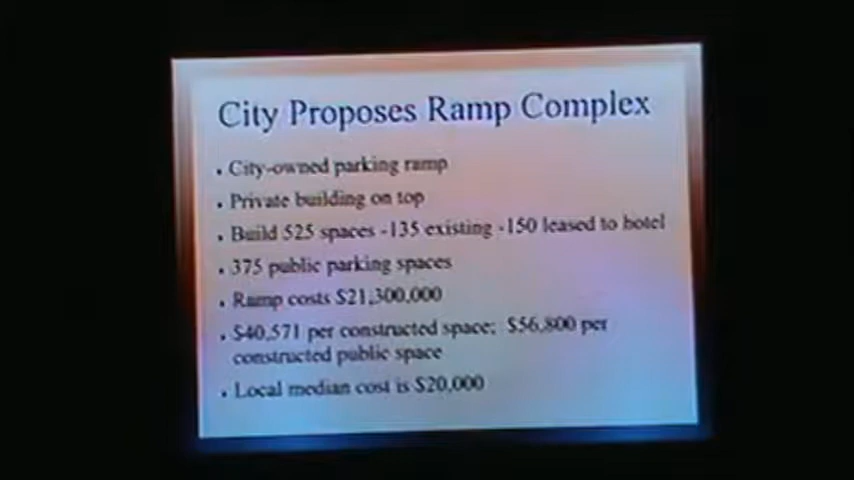 City Proposes Ramp Complex
• City-owned parking ramp
• Private building on top
• Build 525 spaces -135 existing -150 leased to hotel
• 375 public parking spaces
• Ramp costs $21,300,000
• $40,571 per constructed space; $56,800 per
constructed public space
• Local median cost is $20,000